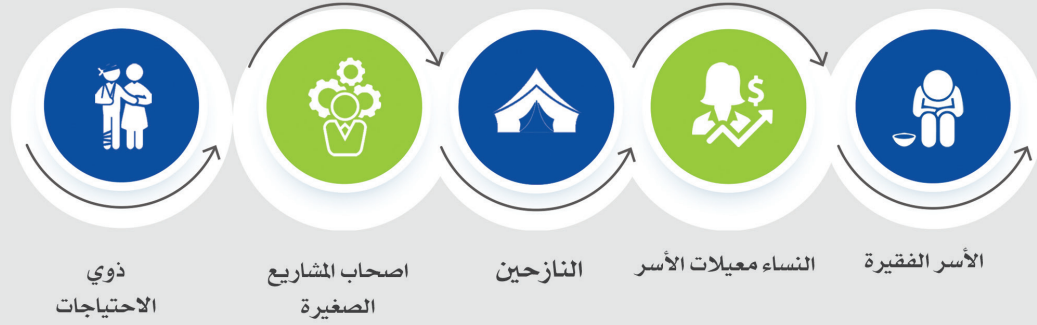 الأسر الفقيرة
النساء معيلات الأسر
النازحين
اصحاب المشاريع
الصغيرة
ذوي
الاحتياجات